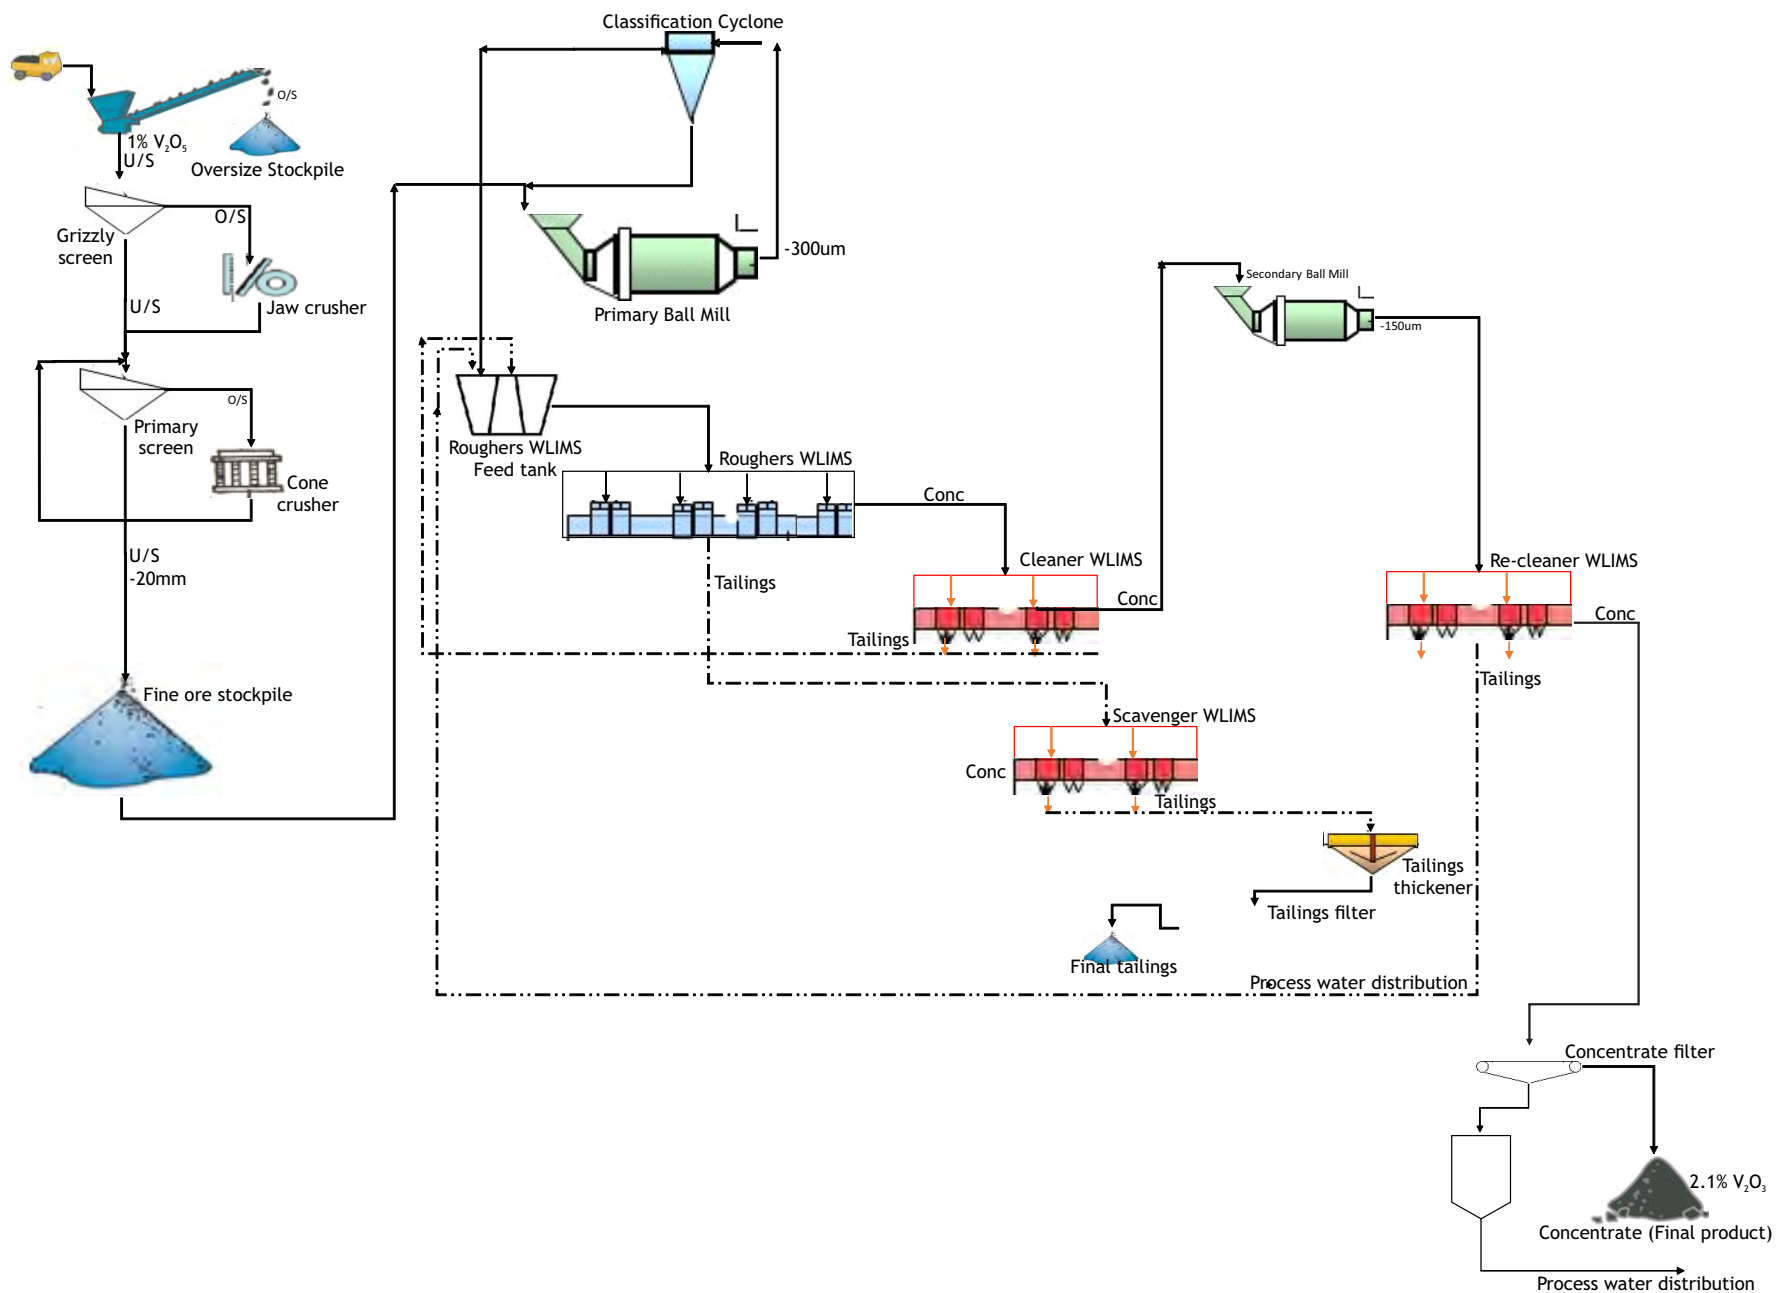 Classification Cyclone
O/S
1% V₂O₅
U/S
Oversize Stockpile
O/S
Grizzly
screen
Jaw crusher
U/S
-300um
Primary Ball Mill
Secondary Ball Mill
-150um
O/S
Primary
screen
Cone
crusher
Roughers WLIMS
Feed tank
Roughers WLIMS
Conc
U/S
-20mm
Tailings
Cleaner WLIMS
Conc
Tailings
Re-cleaner WLIMS
Conc
Tailings
Fine ore stockpile
Scavenger WLIMS
Conc
Tailings
Tailings
thickener
Tailings filter
Final tailings
Process water distribution
Concentrate filter
2.1% V₂O₃
Concentrate (Final product)
Process water distribution